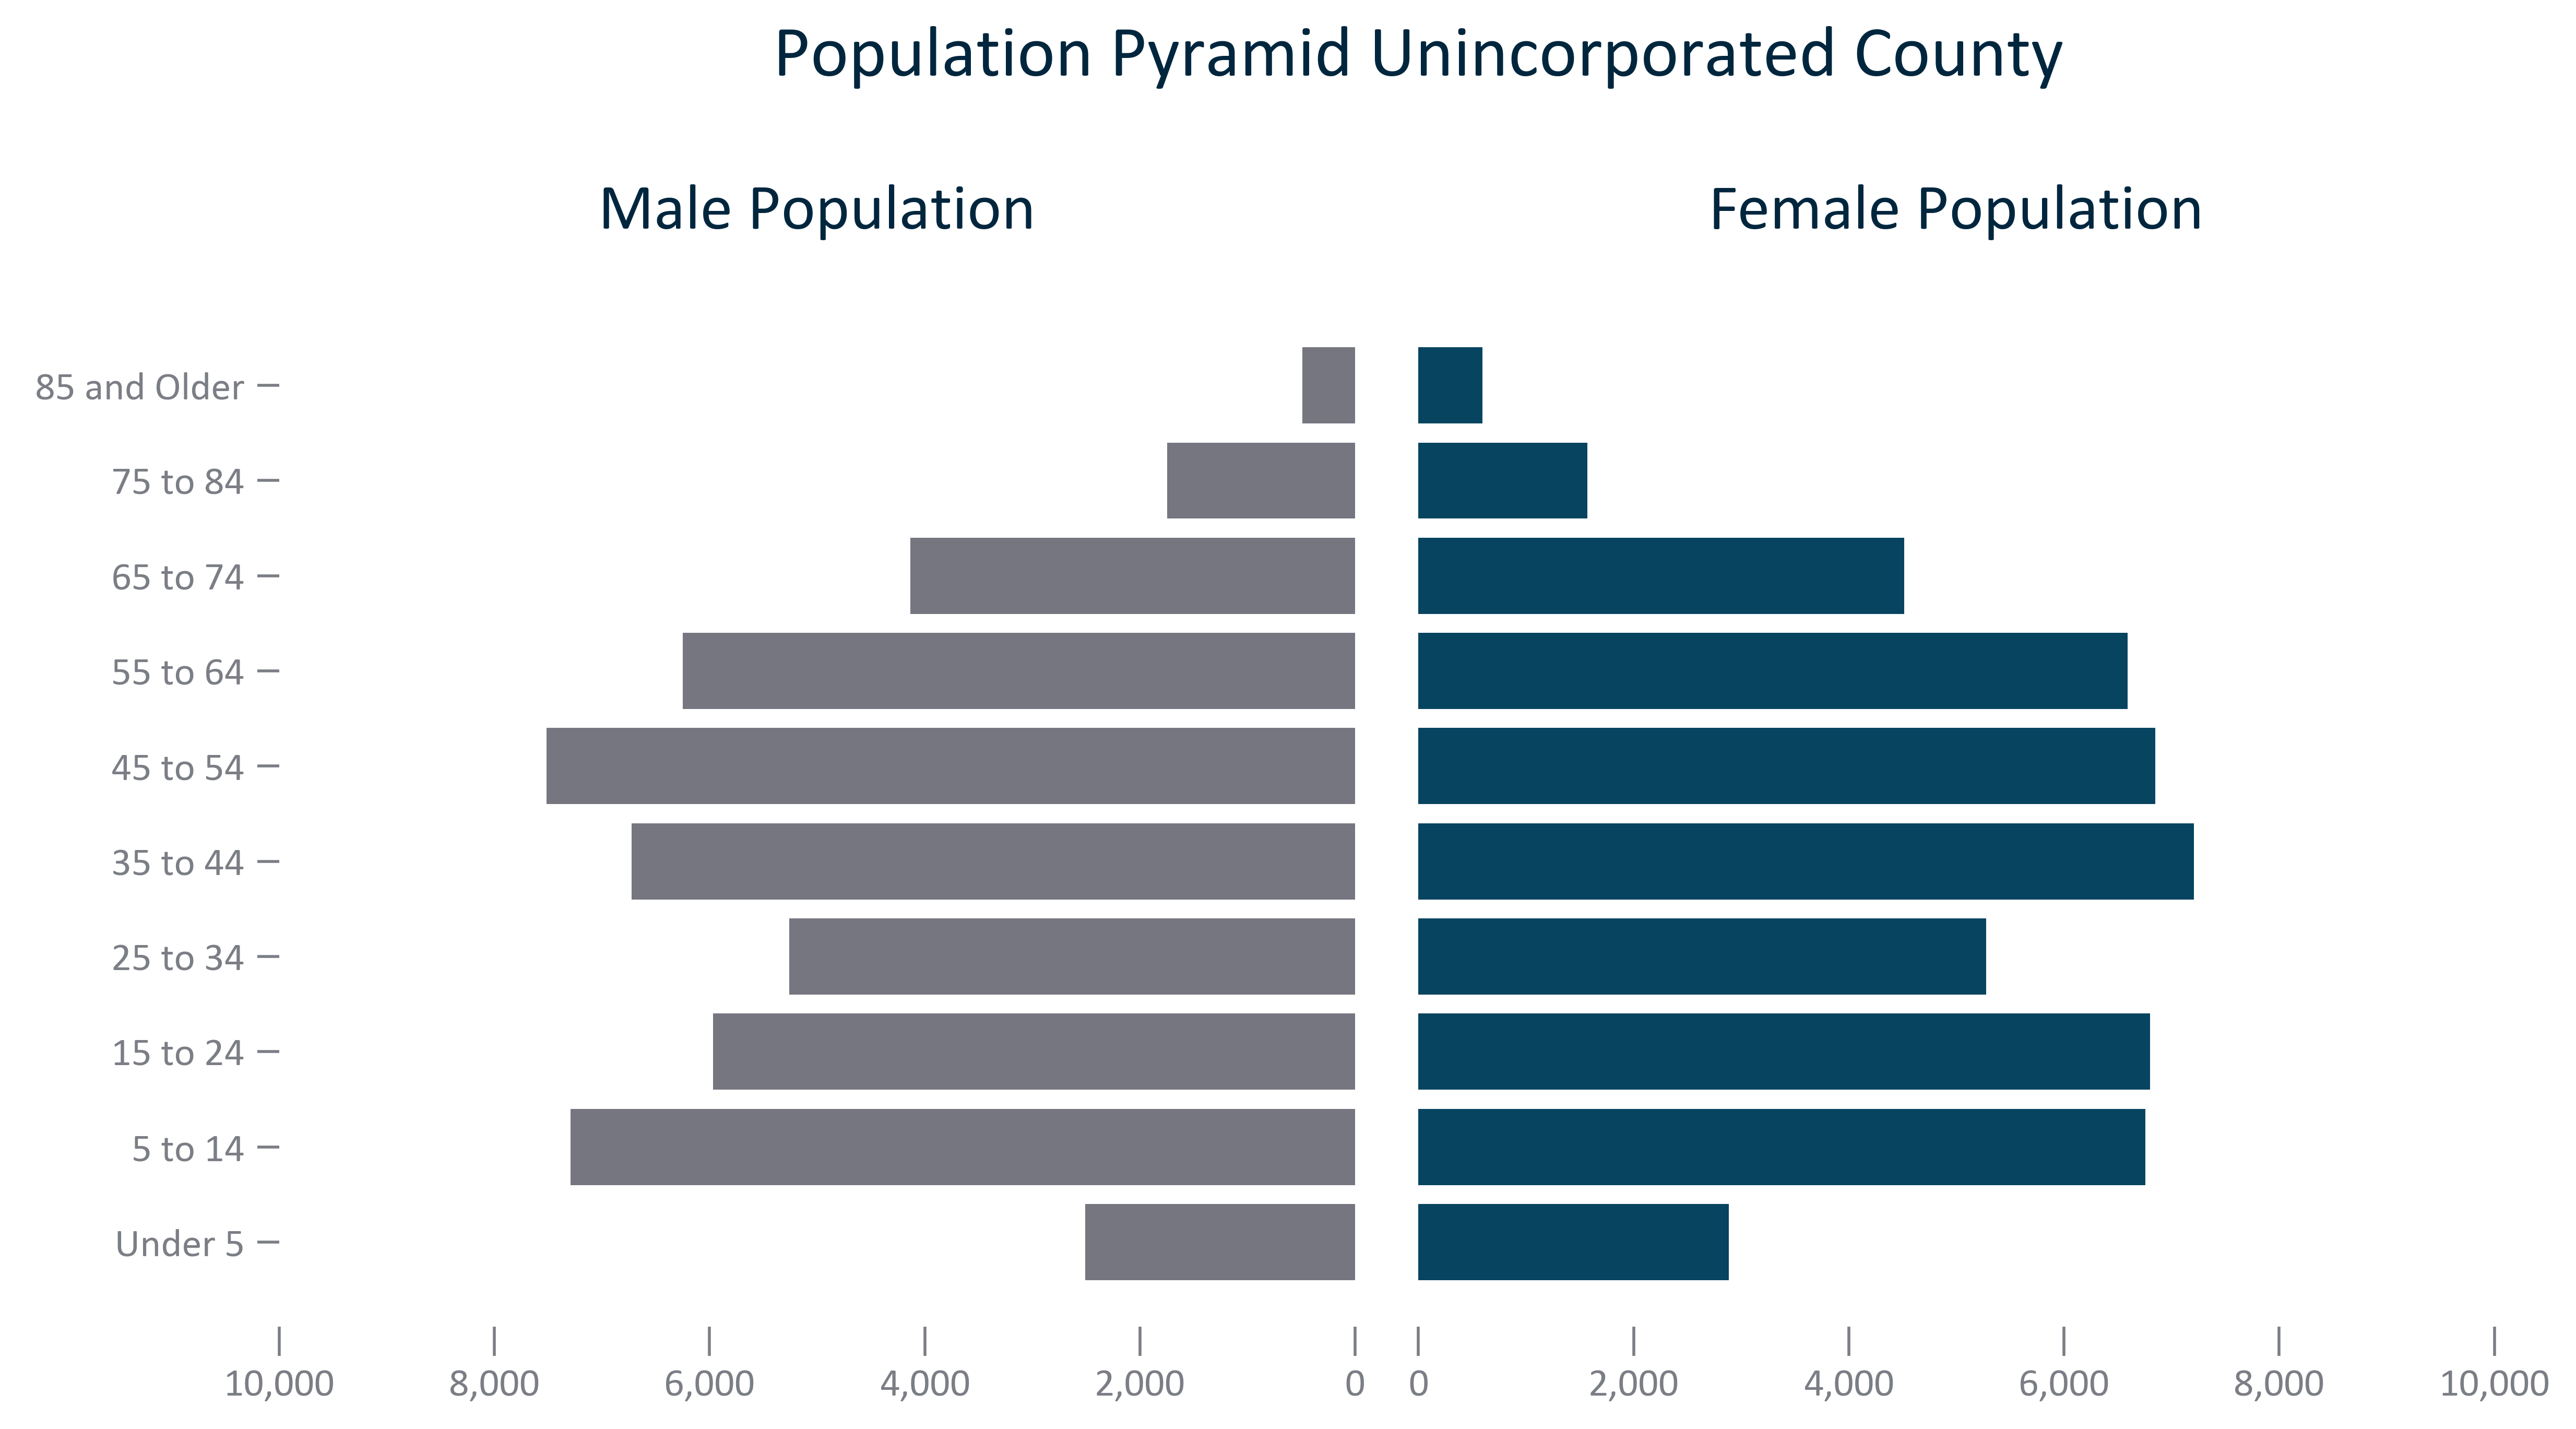 Population Pyramid Unincorporated County
Male Population
Female Population
85 and Older
75 to 84
65 to 74
55 to 64
45 to 54
35 to 44
25 to 34
15 to 24
5 to 14
Under 5
10,000 8,000 6,000 4,000 2,000 0 0 2,000 4,000 6,000 8,000 10,000